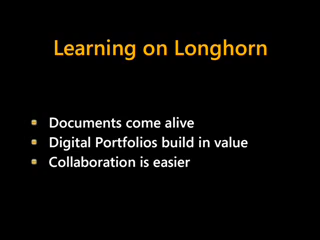 Learning on Longhorn
Documents come alive
Digital Portfolios build in value
Collaboration is easier